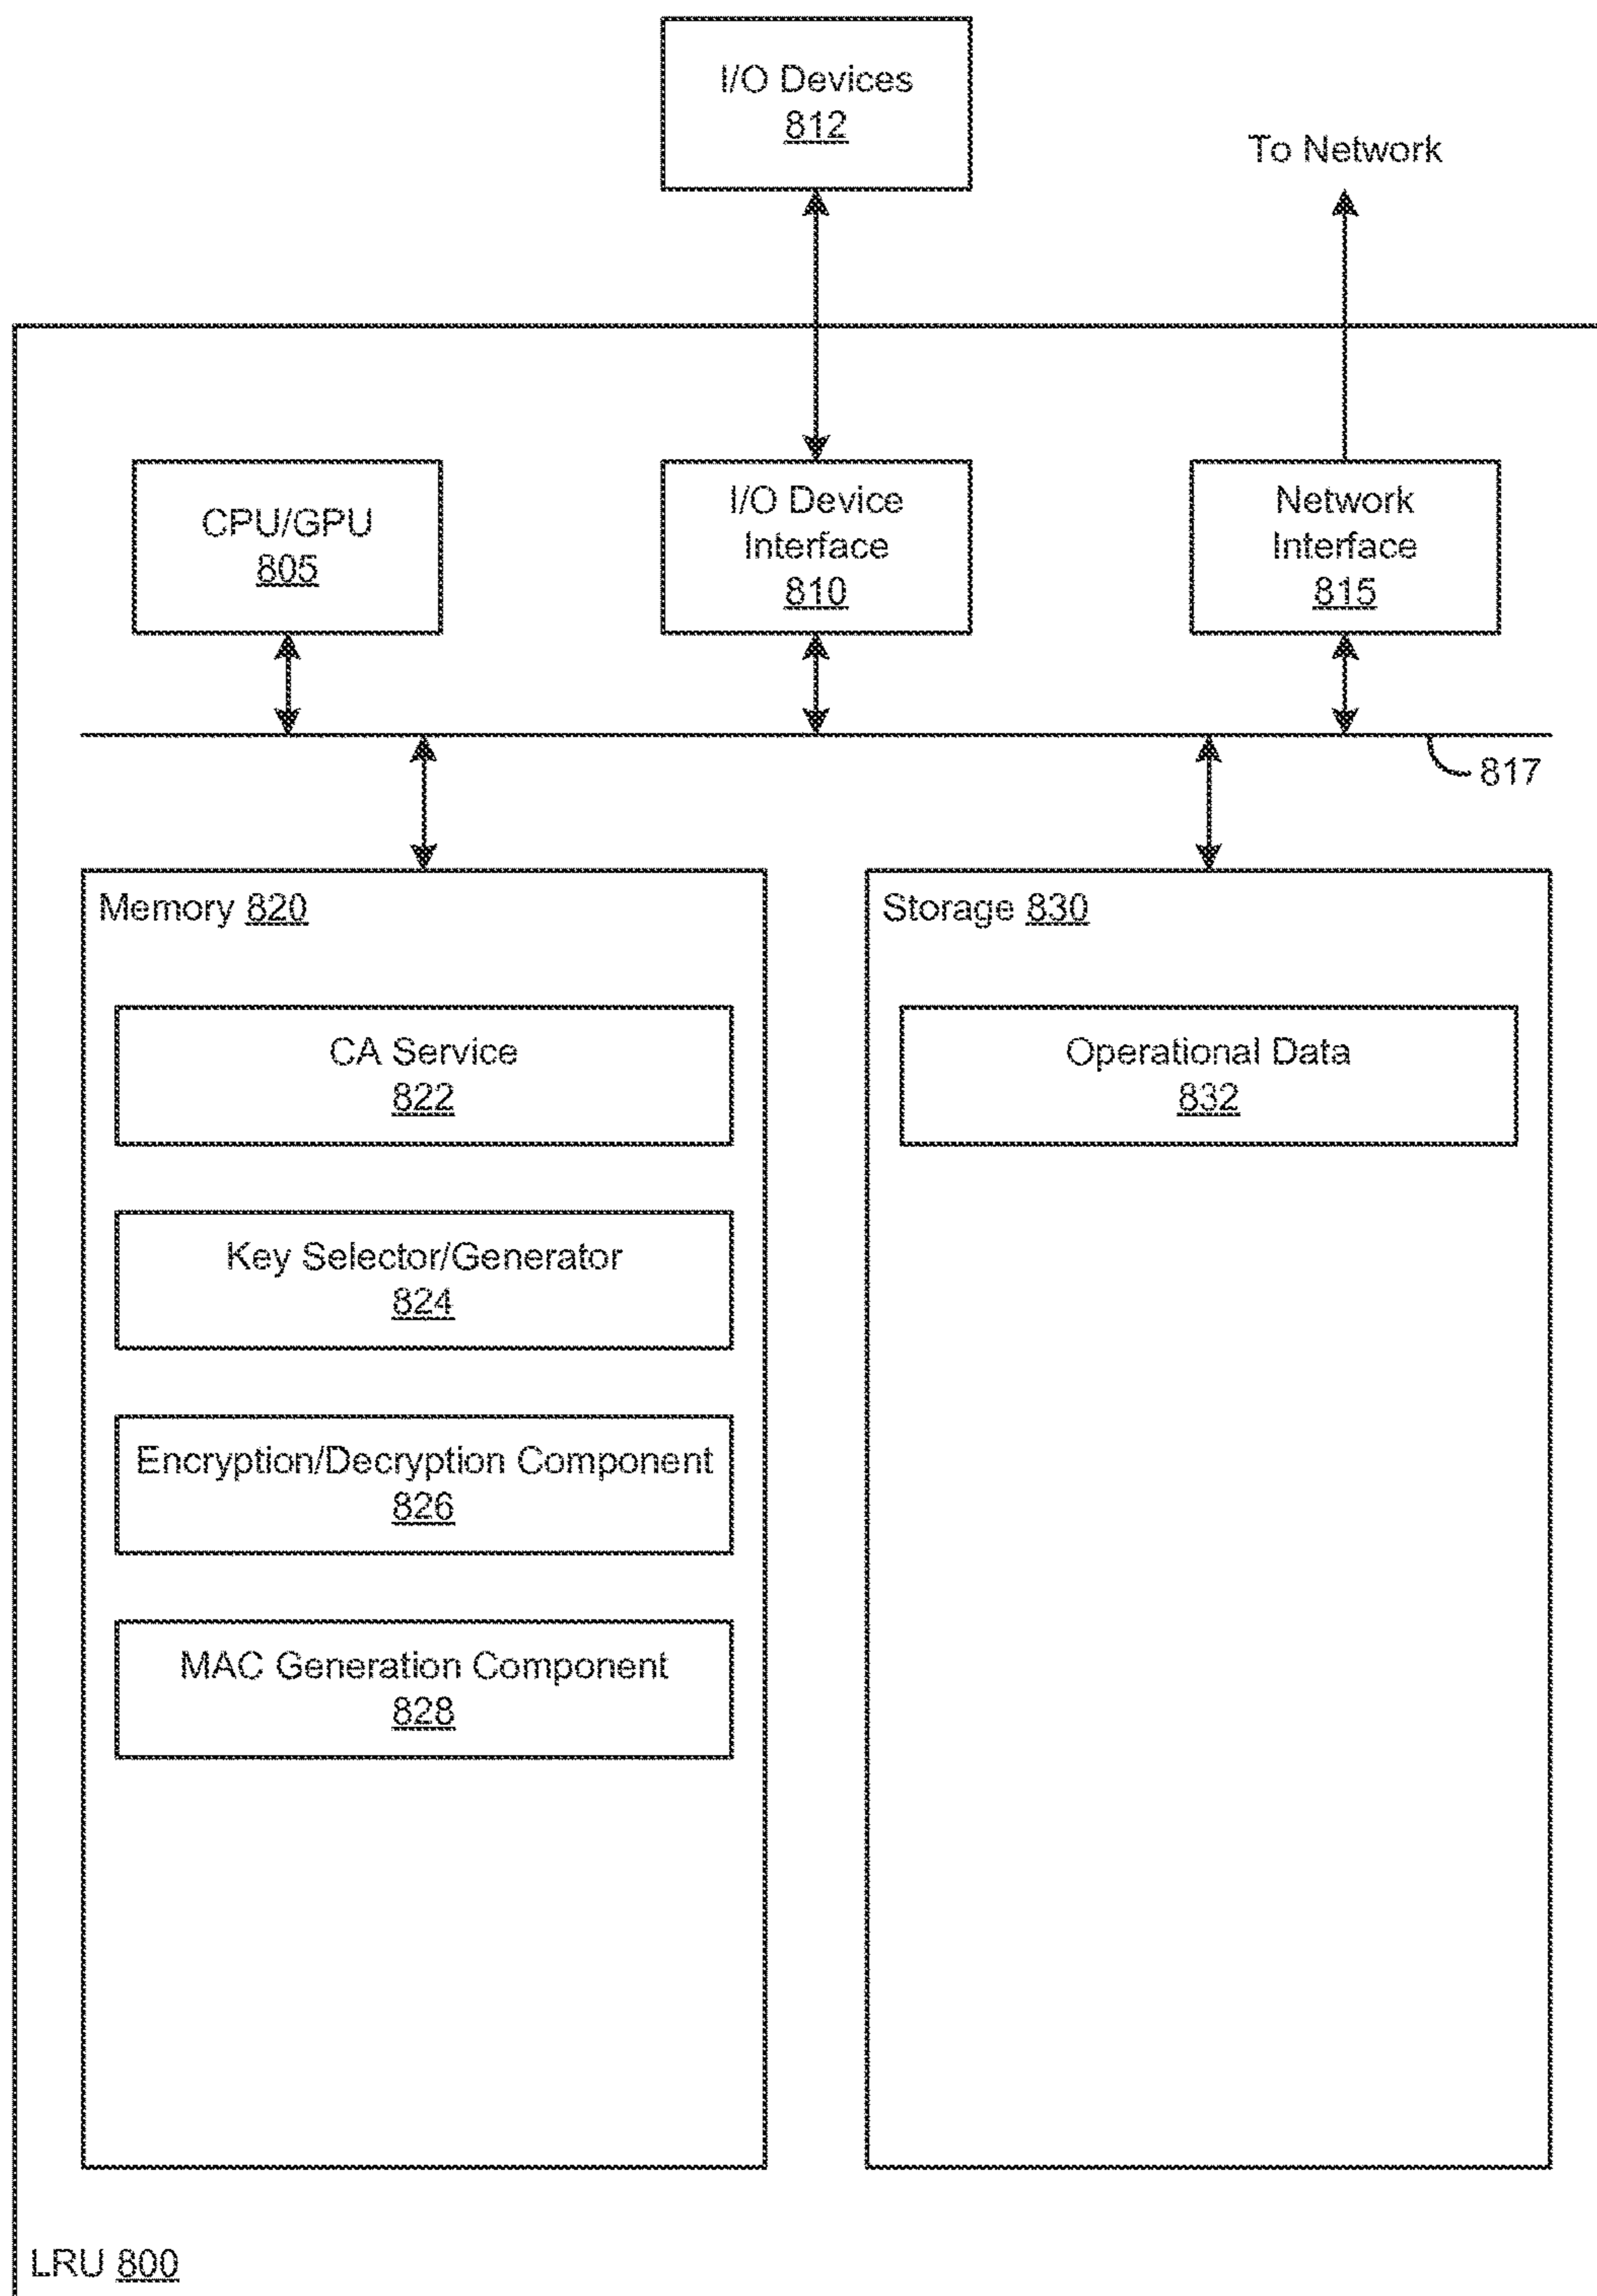 I/O Devices
812
To Network
CPU/GPU
805
I/O Device
Interface
810
Network
Interface
815
817
Memory 820
CA Service
822
Key Selector/Generator
824
Encryption/Decryption Component
826
MAC Generation Component
828
Storage 830
Operational Data
832
LRU 800